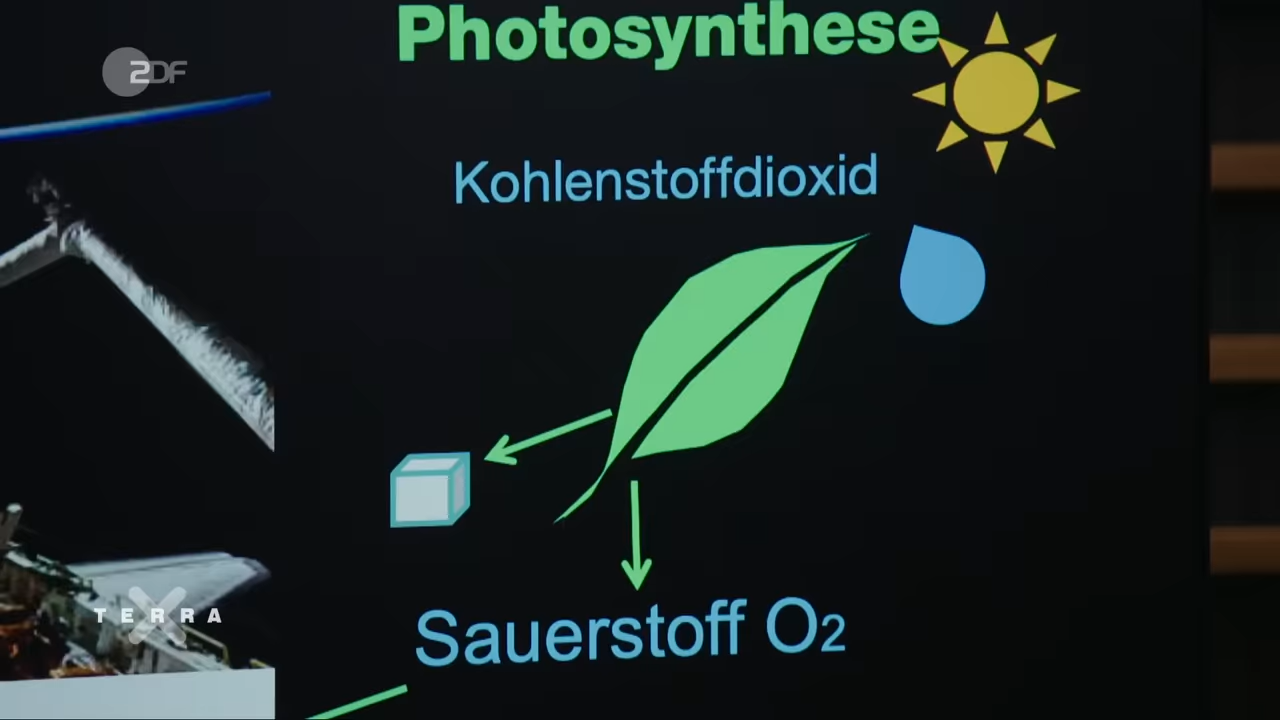 Photosynthese
ZDF
Kohlenstoffdioxid
TERRA X
Sauerstoff O2